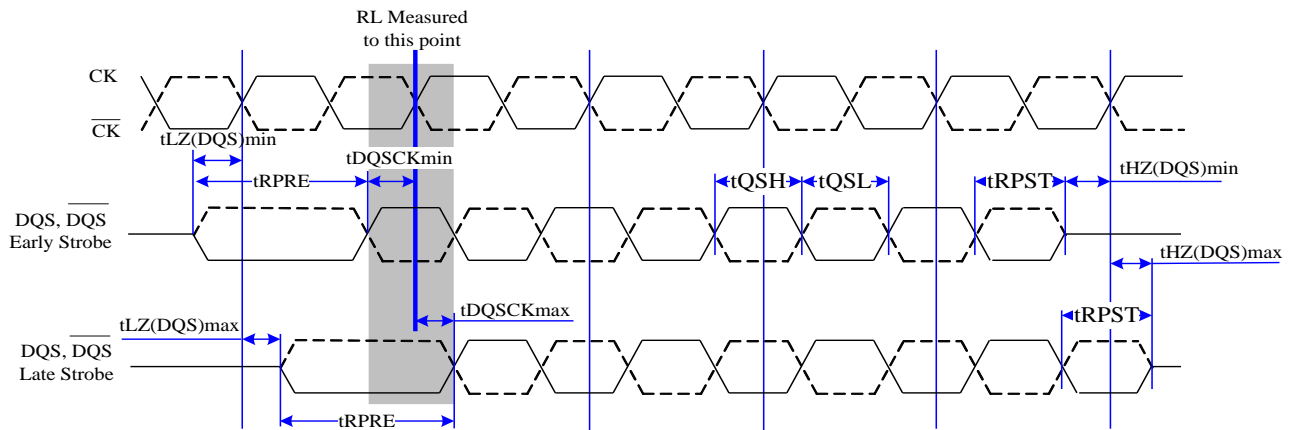 RL Measured
to this point
CK
CK
tLZ(DQS)min
tDQSCKmin
tRPRE
tQSH
tQSL
tRPST
tHZ(DQS)min
DQS, DQS
Early Strobe
tHZ(DQS)max
tLZ(DQS)max
tDQSCKmax
tRPST
DQS, DQS
Late Strobe
tRPRE